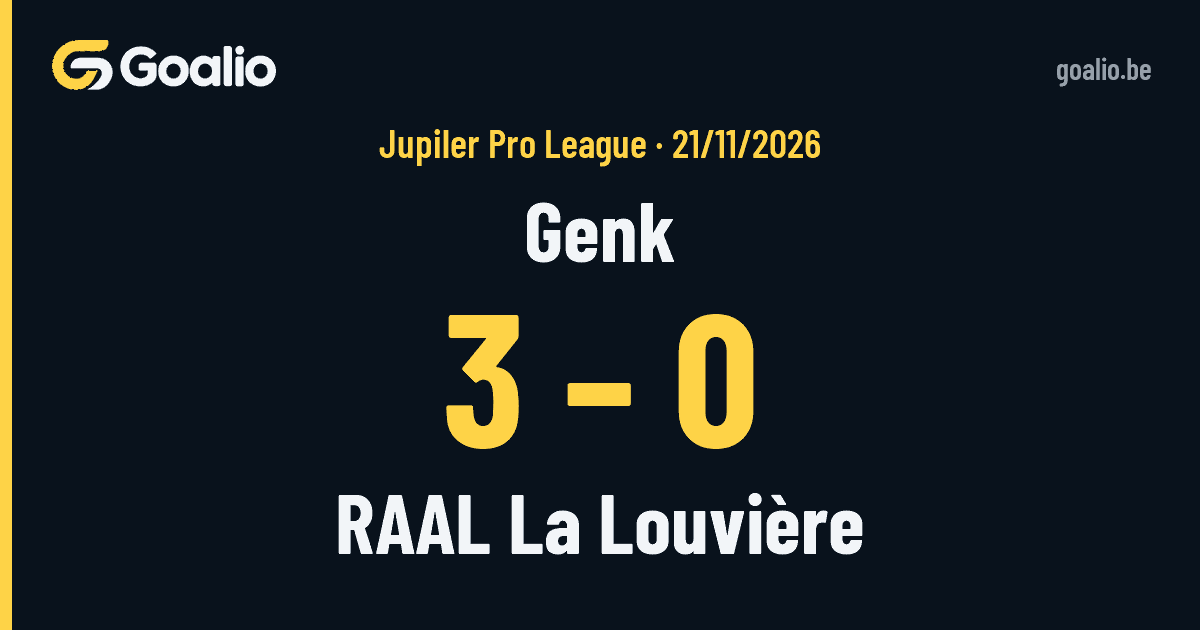 Goalio
goalio.be
Jupiler Pro League · 21/11/2026
Genk
3 – 0
RAAL La Louvière